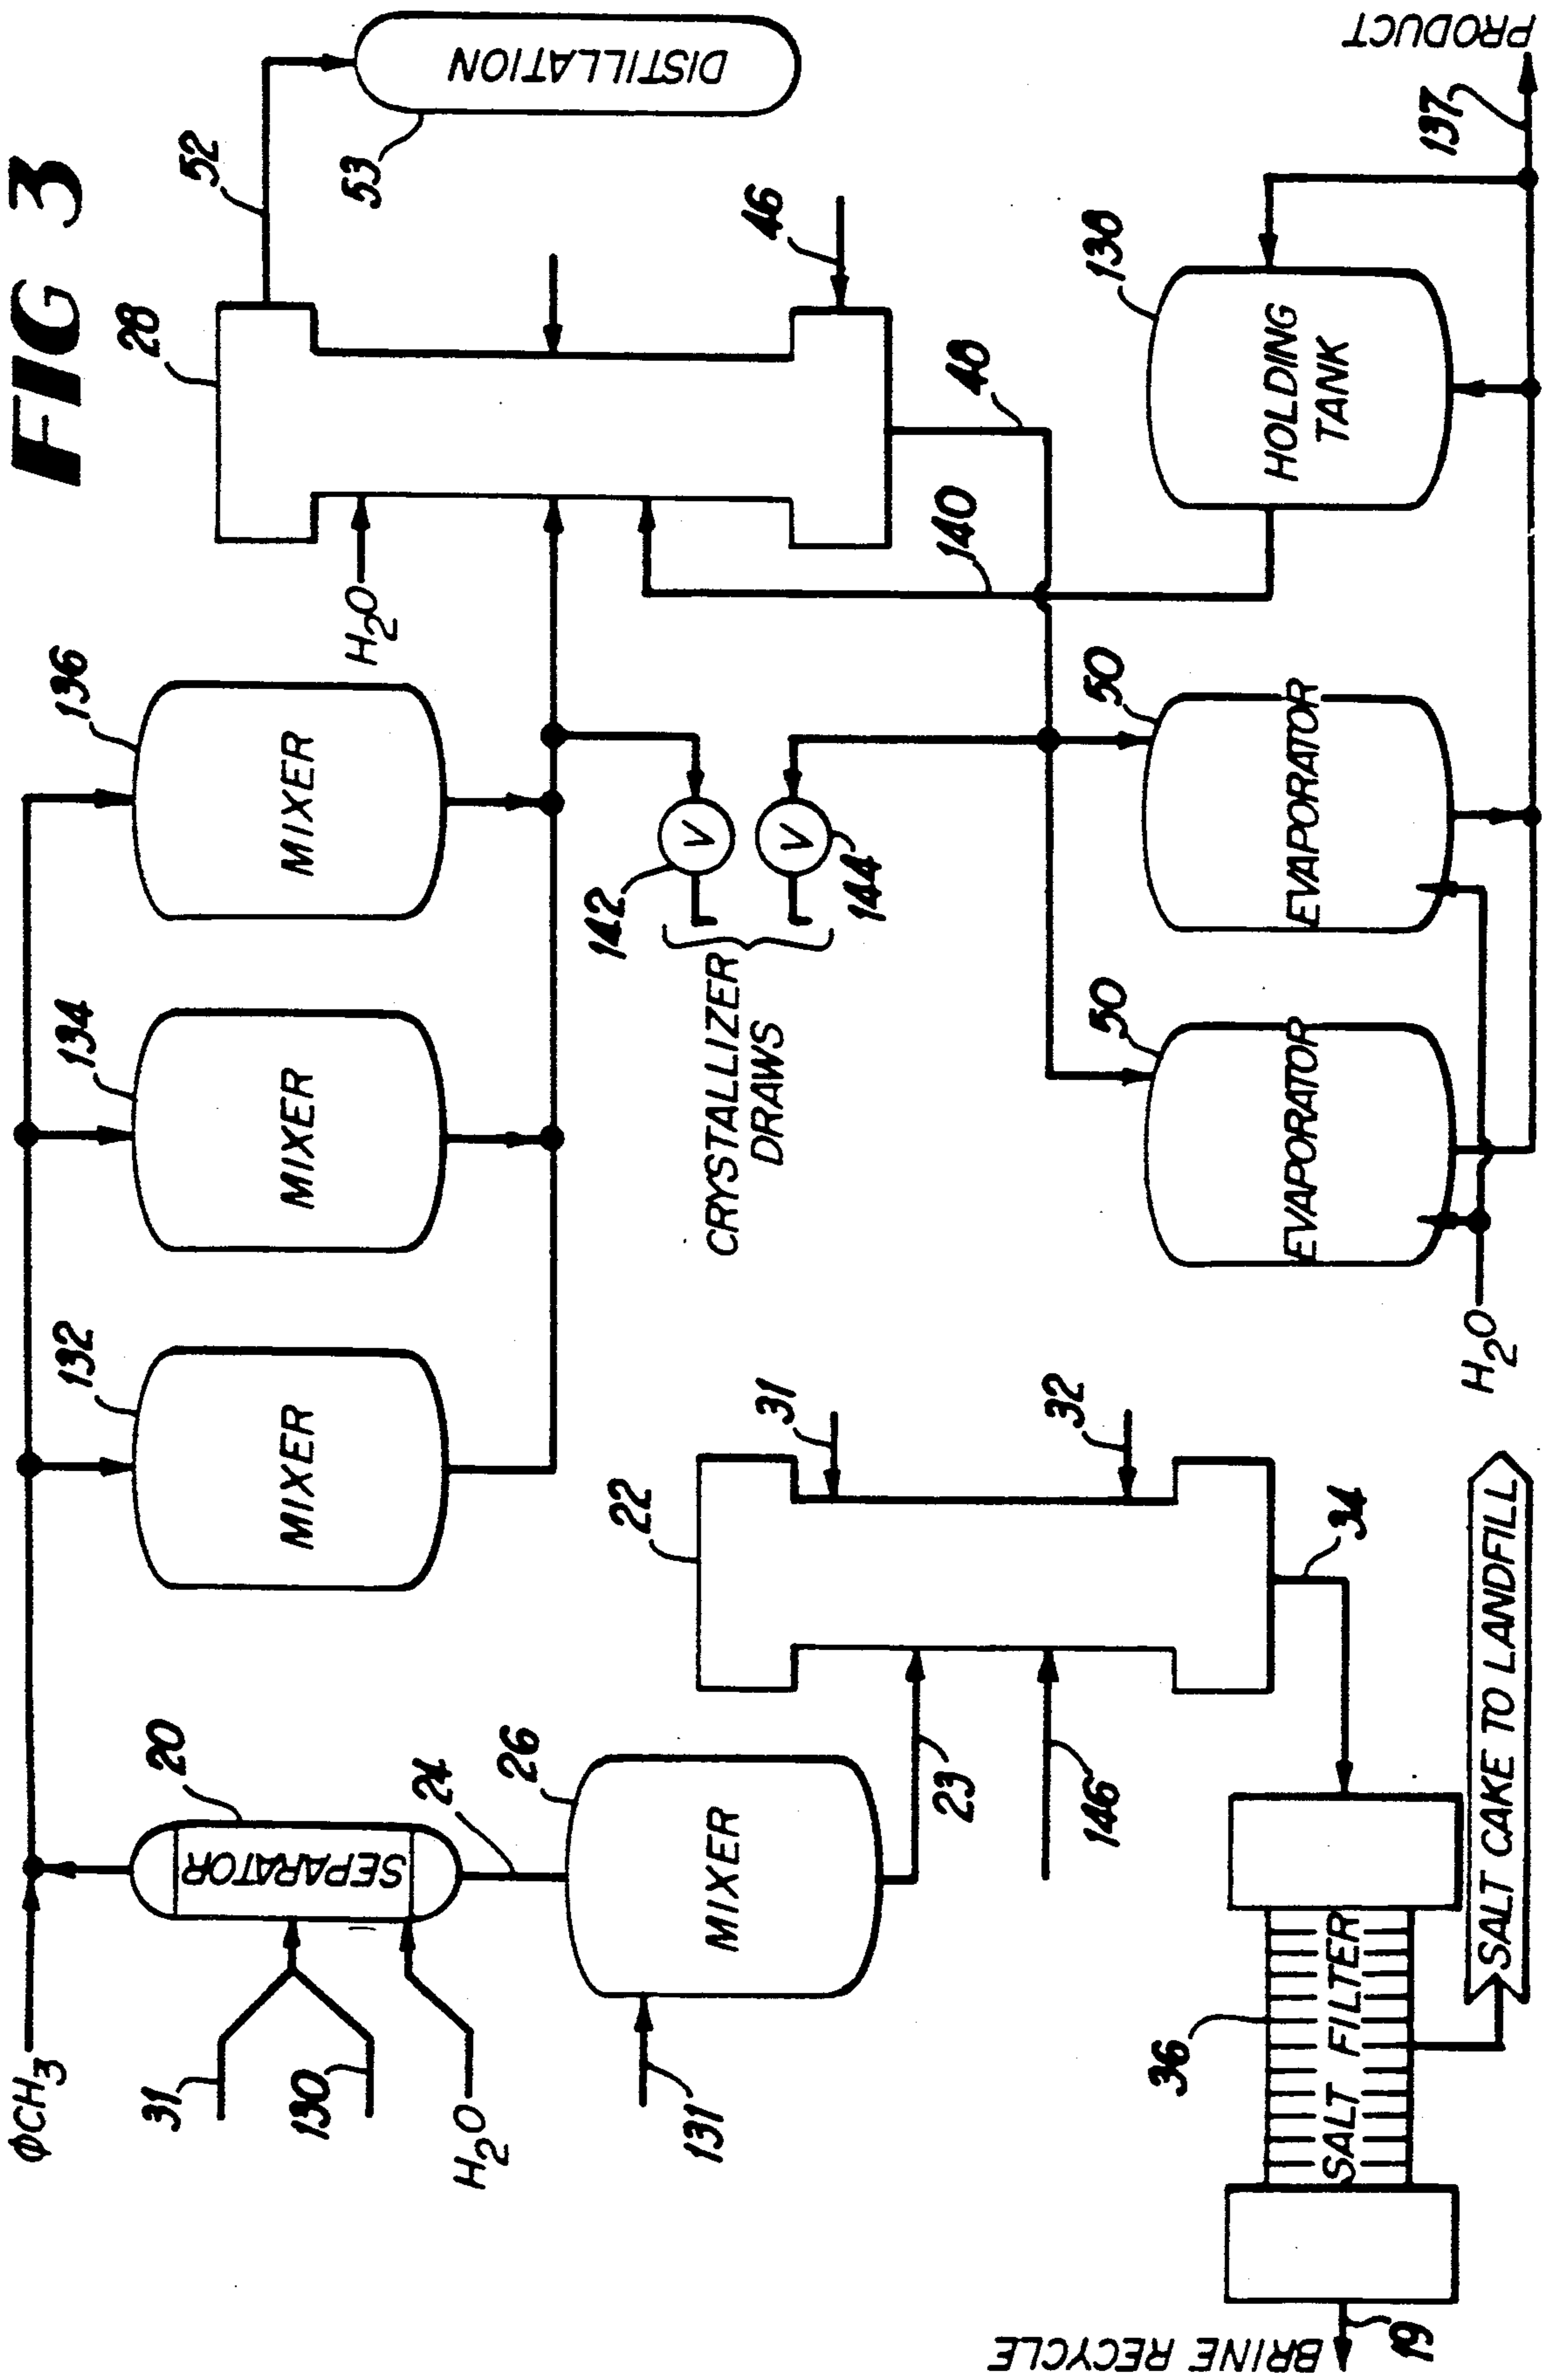 FIG 3
ΦCH3
31
130
H2O
SEPARATOR
20
24
26
MIXER
131
132
MIXER
134
MIXER
136
MIXER
H2O
28
52
53
DISTILLATION
46
48
140
142
V
V
144
CRYSTALLIZER
DRAWS
22
31
32
23
146
34
36
SALT FILTER
SALT CAKE TO LANDFILL
BRINE RECYCLE
19
50
EVAPORATOR
50
EVAPORATOR
H2O
138
HOLDING
TANK
137
PRODUCT